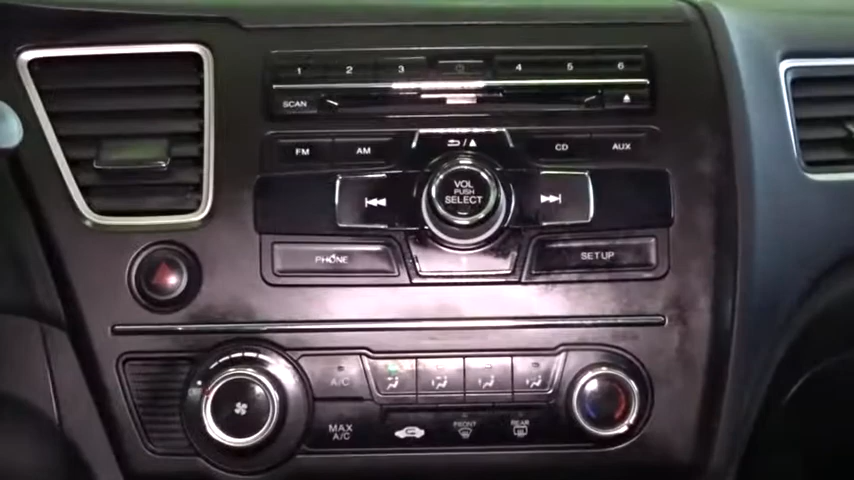 1 2 3 4 5 6
SCAN
FM AM CD AUX
VOL
PUSH
SELECT
PHONE SETUP
A/C
MAX
A/C
FRONT
REAR